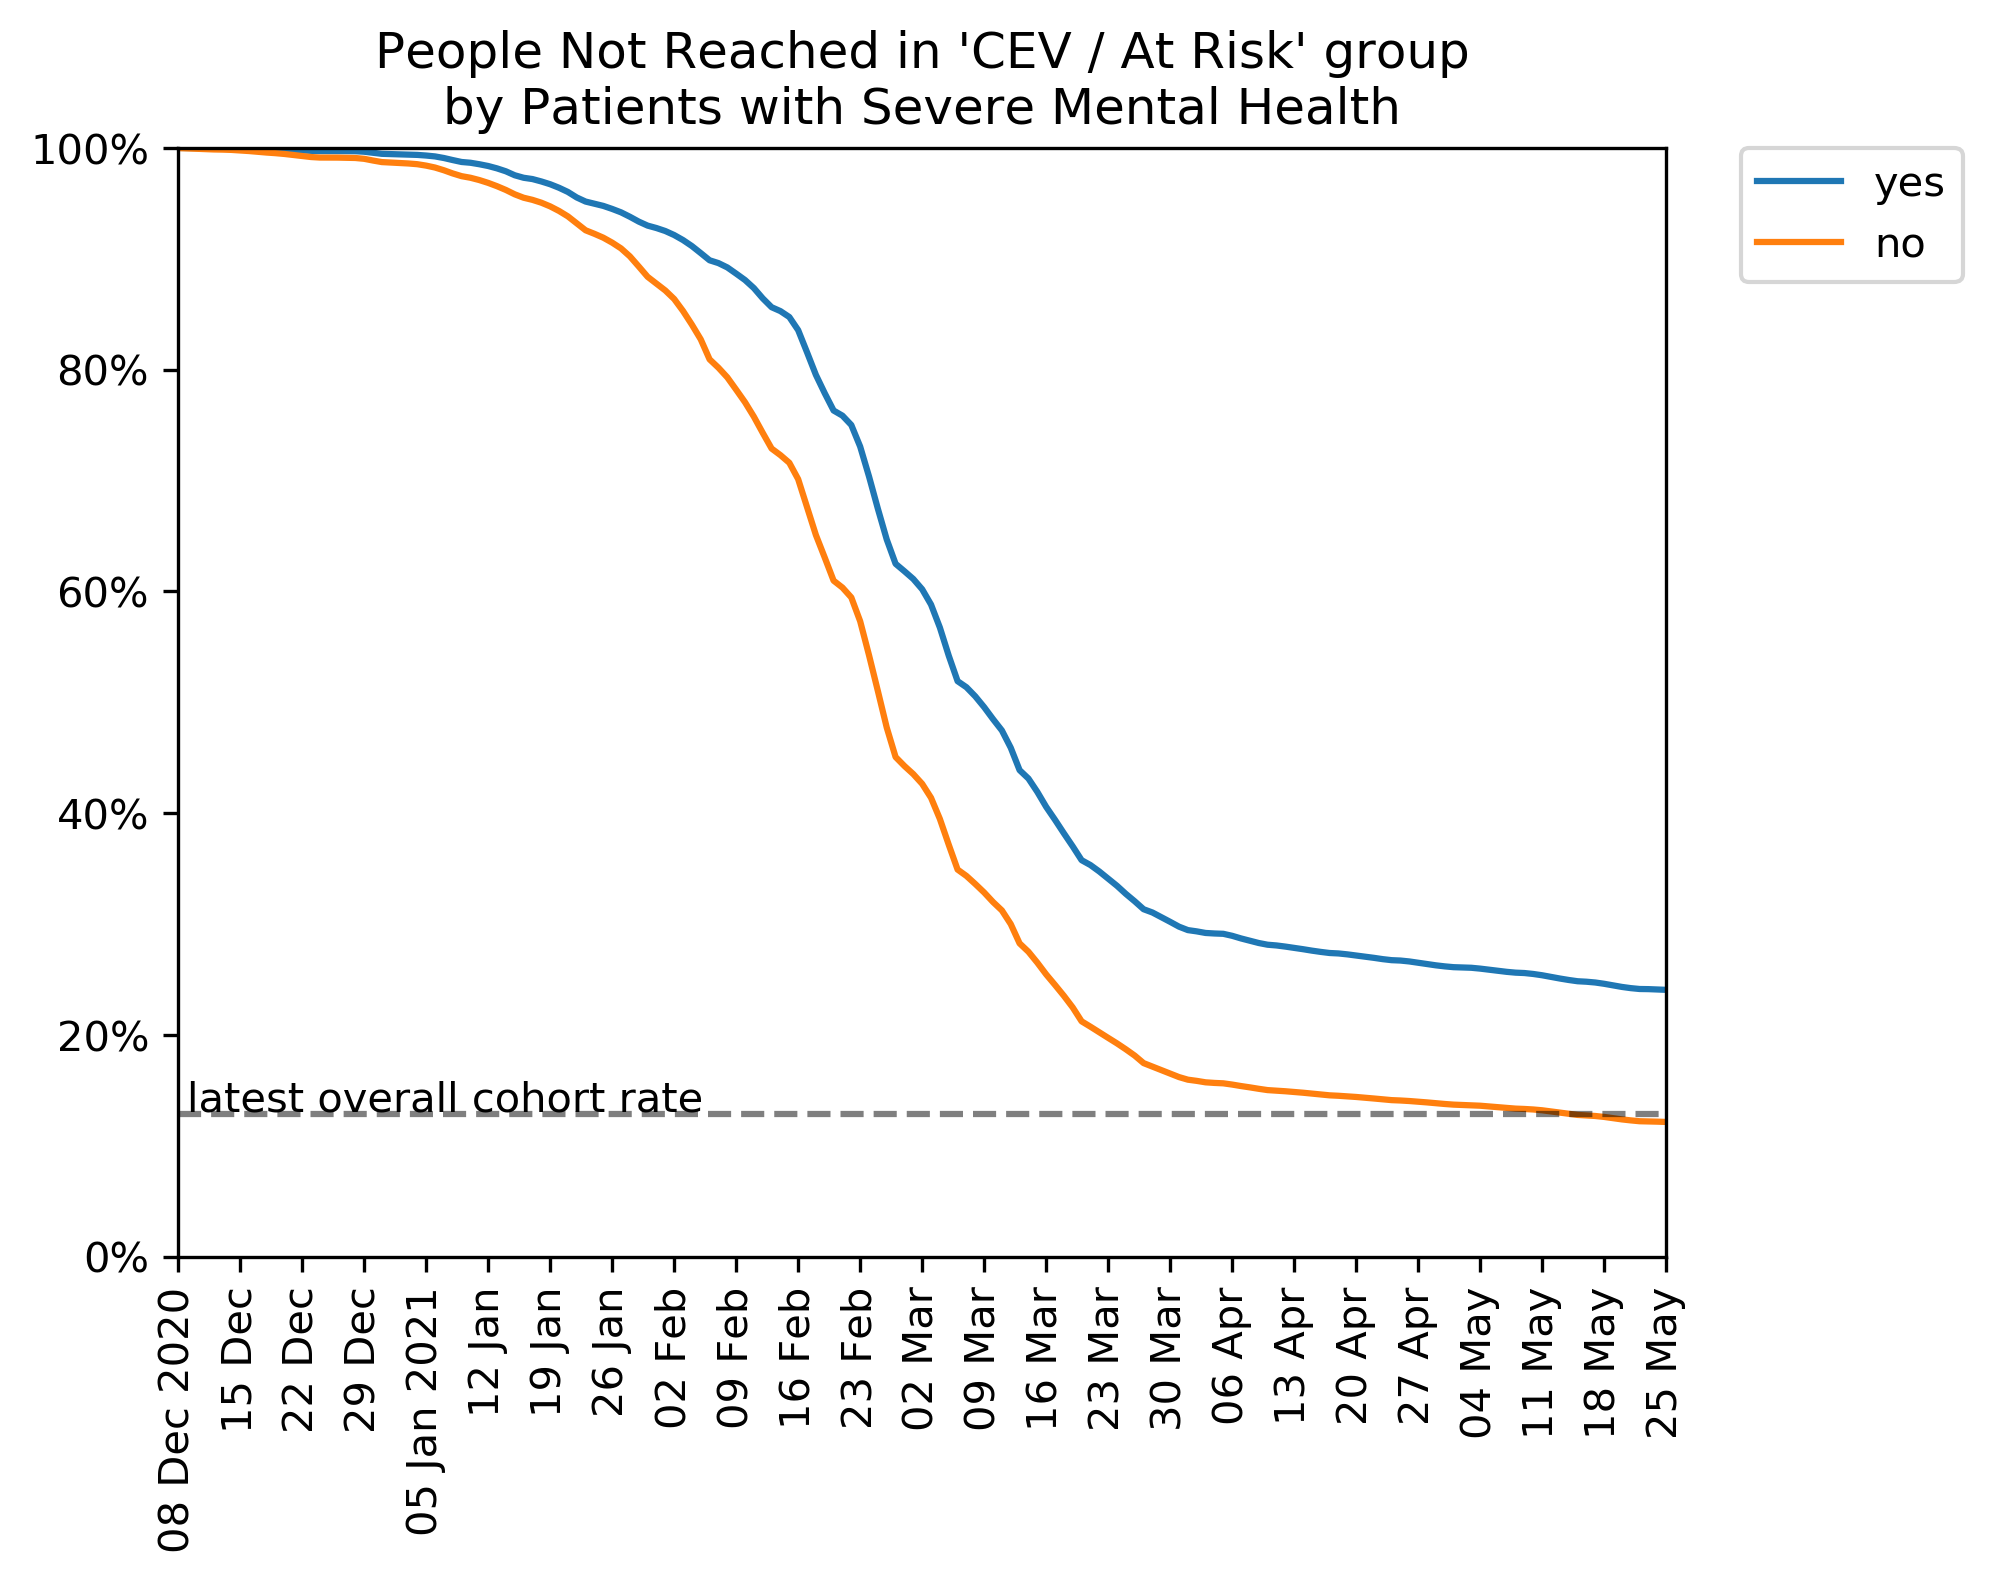 People Not Reached in 'CEV / At Risk' group
by Patients with Severe Mental Health
100%
80%
60%
40%
20%
0%
latest overall cohort rate
yes
no
08 Dec 2020
15 Dec
22 Dec
29 Dec
05 Jan 2021
12 Jan
19 Jan
26 Jan
02 Feb
09 Feb
16 Feb
23 Feb
02 Mar
09 Mar
16 Mar
23 Mar
30 Mar
06 Apr
13 Apr
20 Apr
27 Apr
04 May
11 May
18 May
25 May